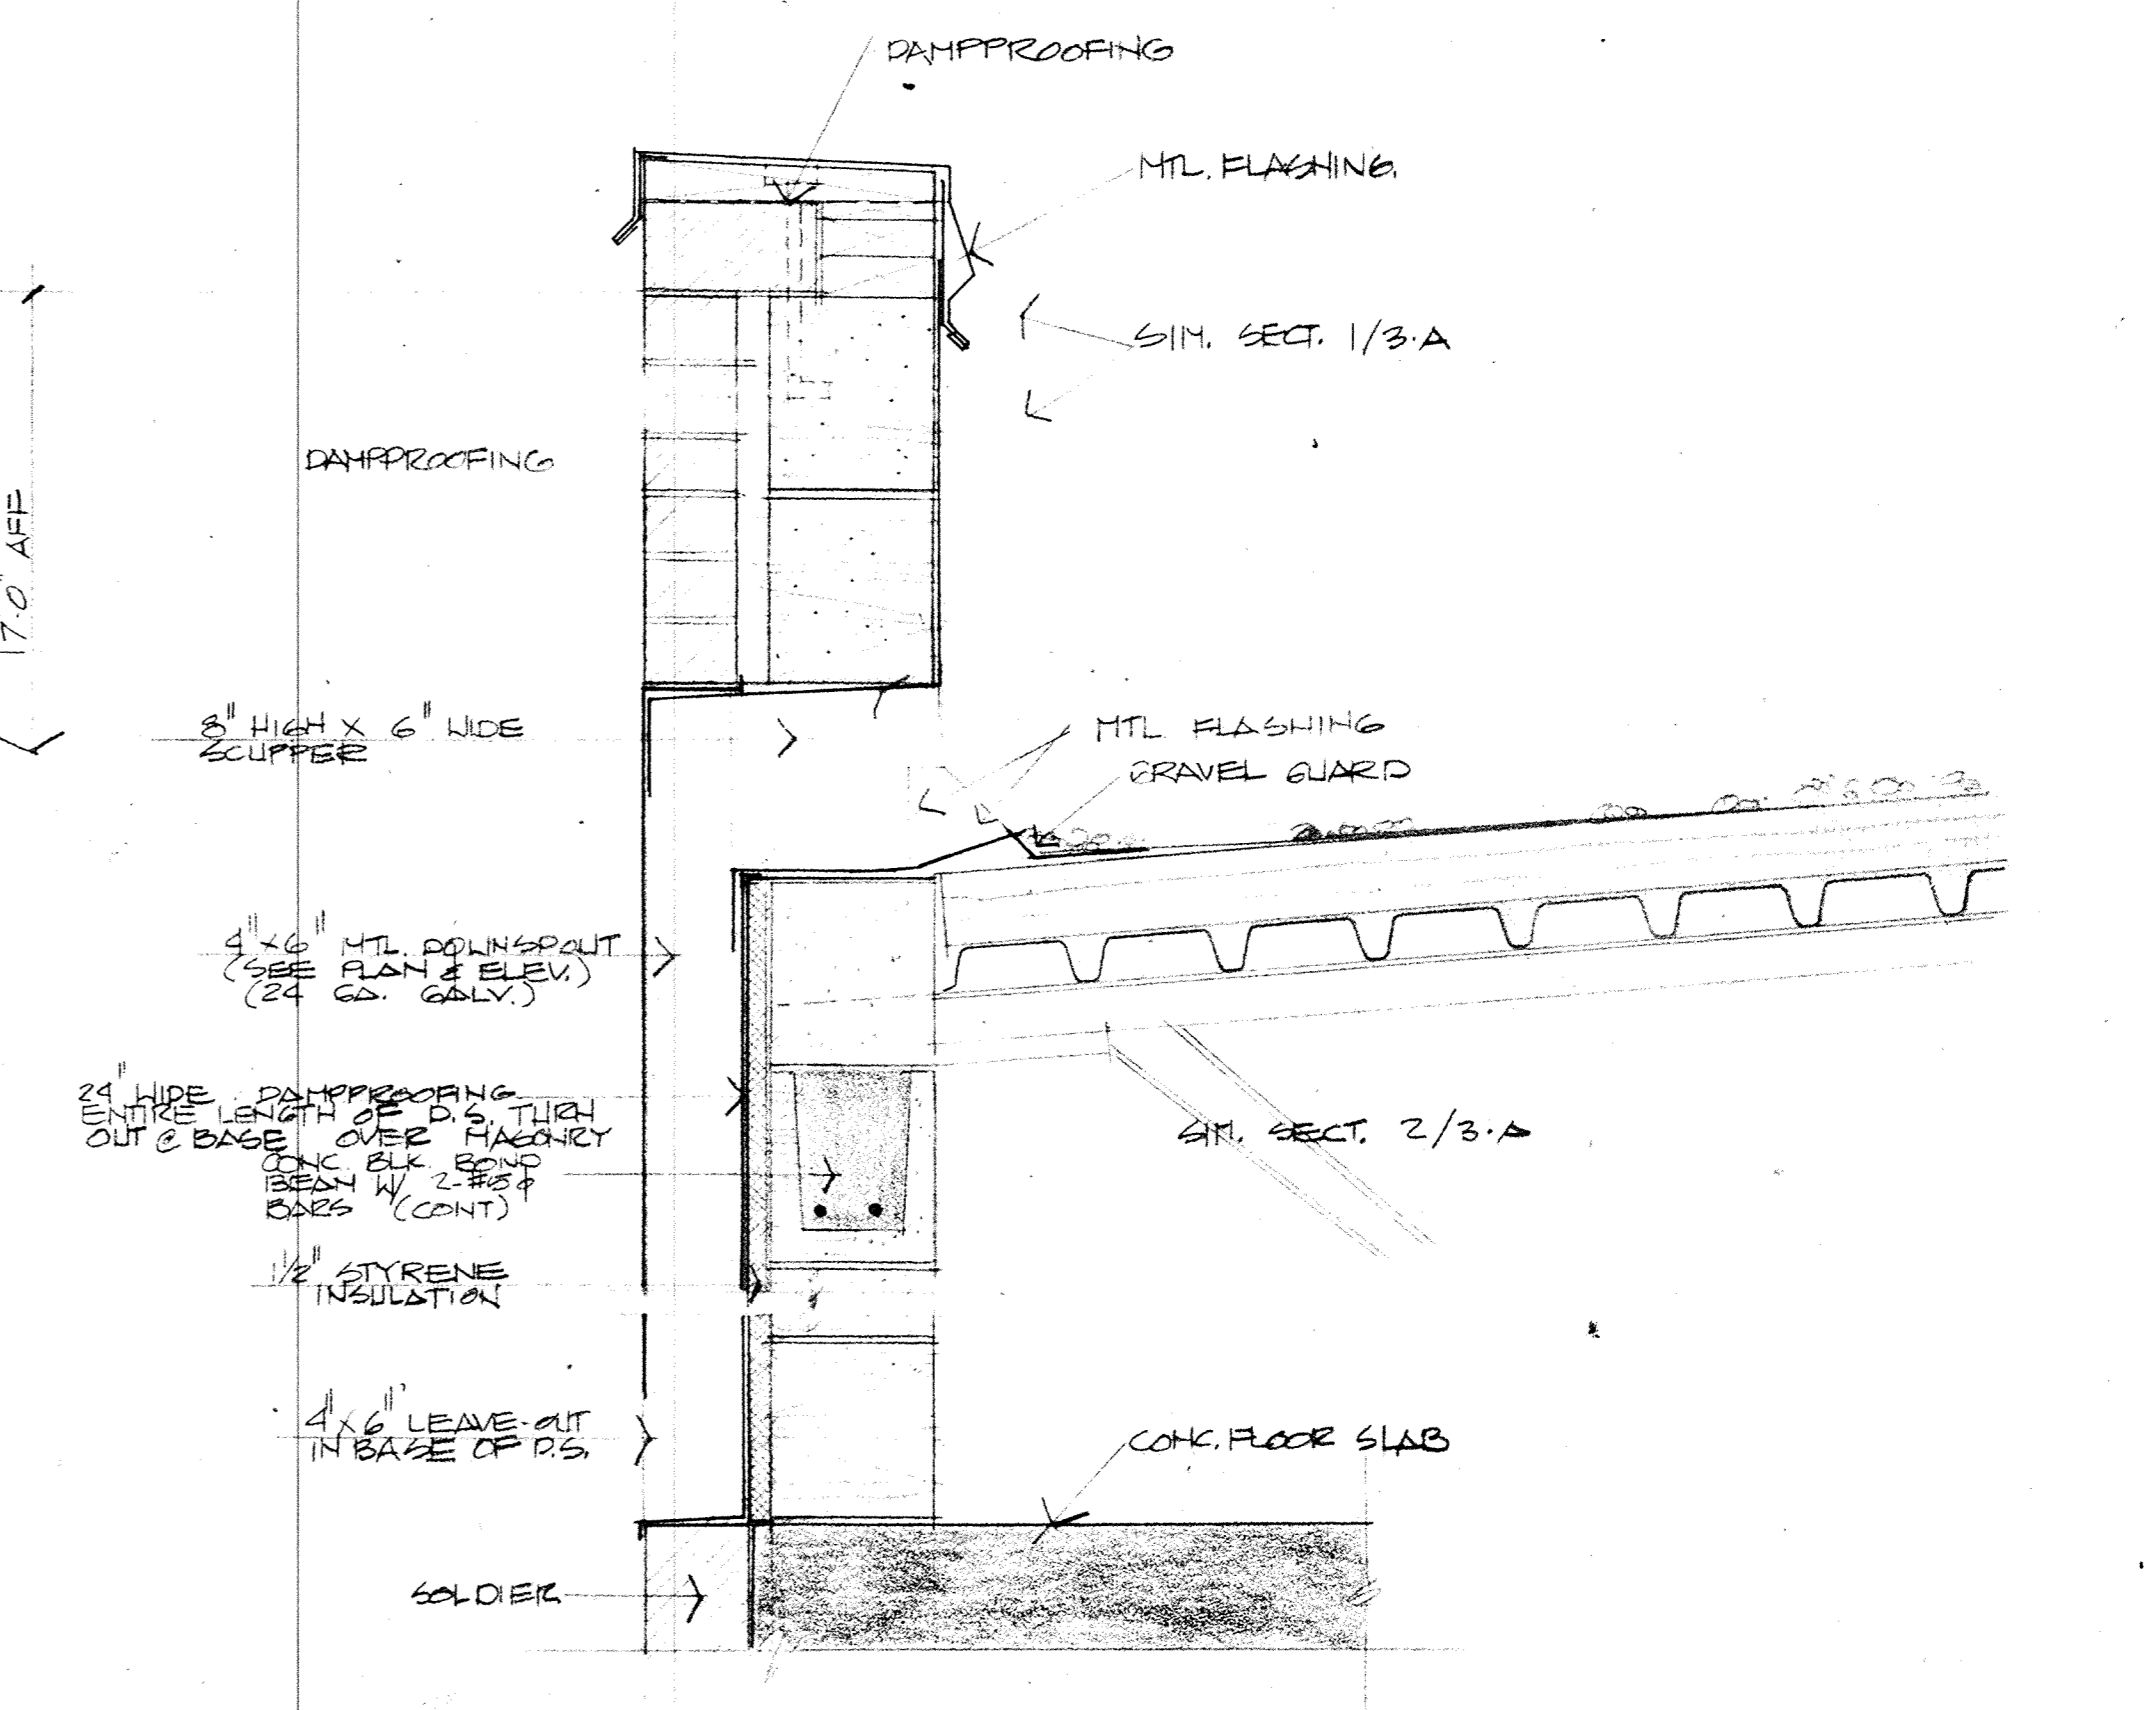 DAMPPROOFING
MTL. FLASHING.
SIM. SECT. 1/3.A
DAMPPROOFING
17.0" AFF
8" HIGH X 6" WIDE
SCUPPER
MTL FLASHING
GRAVEL GUARD
4"X6" MTL. DOWNSPOUT
(SEE PLAN & ELEV.)
(24 GA. GALV.)
24" WIDE DAMPPROOFING
ENTIRE LENGTH OF D.S. TURN
OUT @ BASE OVER MASONRY
CONC. BLK. BOND
BEAM W/ 2-#5φ
BARS (CONT)
SIM. SECT. 2/3.A
1 1/2" STYRENE
INSULATION
4"X6" LEAVE-OUT
IN BASE OF D.S.
CONC. FLOOR SLAB
SOLDIER